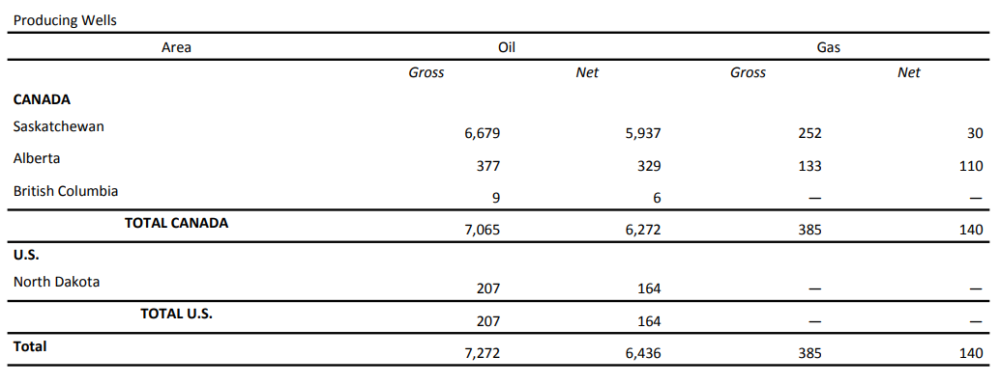 Producing Wells
Area Oil Gas
Gross Net Gross Net
CANADA
Saskatchewan 6,679 5,937 252 30
Alberta 377 329 133 110
British Columbia 9 6 — —
TOTAL CANADA 7,065 6,272 385 140
U.S.
North Dakota 207 164 — —
TOTAL U.S. 207 164 — —
Total 7,272 6,436 385 140